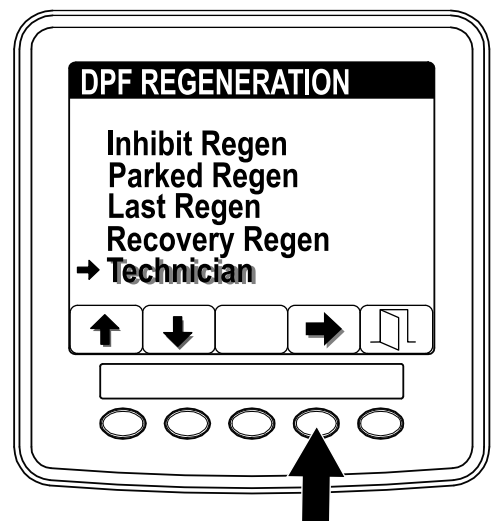 DPF REGENERATION
Inhibit Regen
Parked Regen
Last Regen
Recovery Regen
Technician